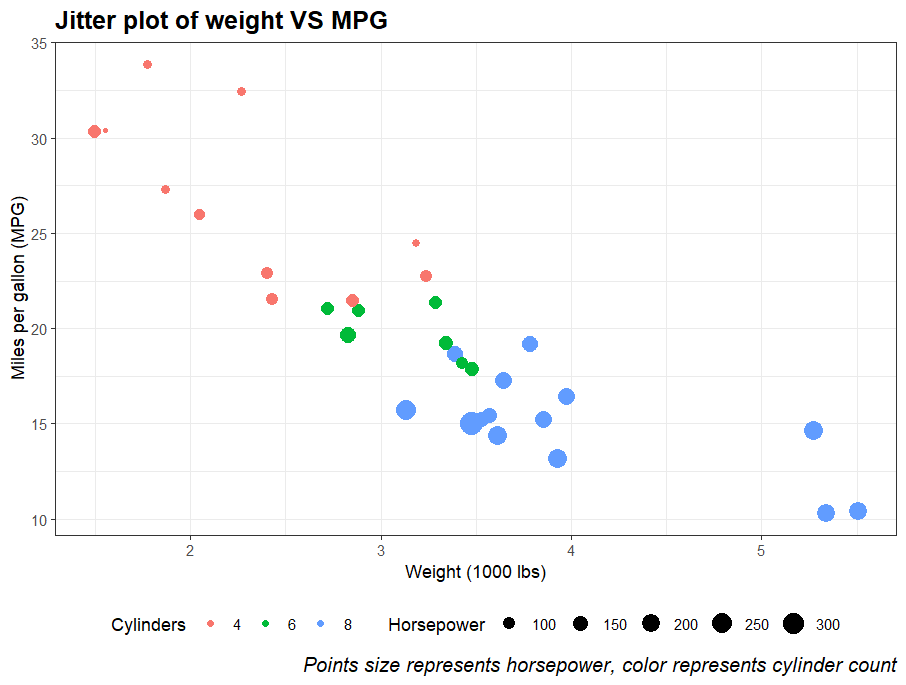 Jitter plot of weight VS MPG
35
30
25
20
15
10
Miles per gallon (MPG)
2 3 4 5
Weight (1000 lbs)
Cylinders 4 6 8 Horsepower 100 150 200 250 300
Points size represents horsepower, color represents cylinder count